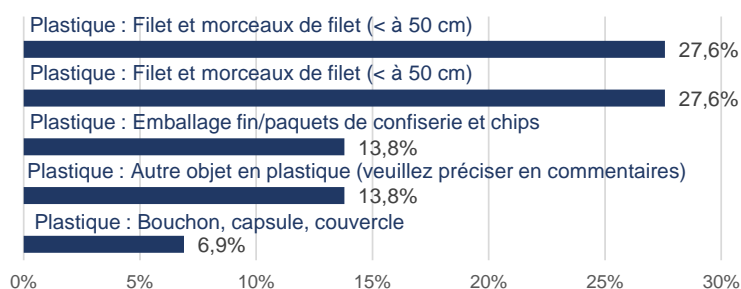 Plastique : Filet et morceaux de filet (< à 50 cm)
27,6%
Plastique : Filet et morceaux de filet (< à 50 cm)
27,6%
Plastique : Emballage fin/paquets de confiserie et chips
13,8%
Plastique : Autre objet en plastique (veuillez préciser en commentaires)
13,8%
Plastique : Bouchon, capsule, couvercle
6,9%
0% 5% 10% 15% 20% 25% 30%